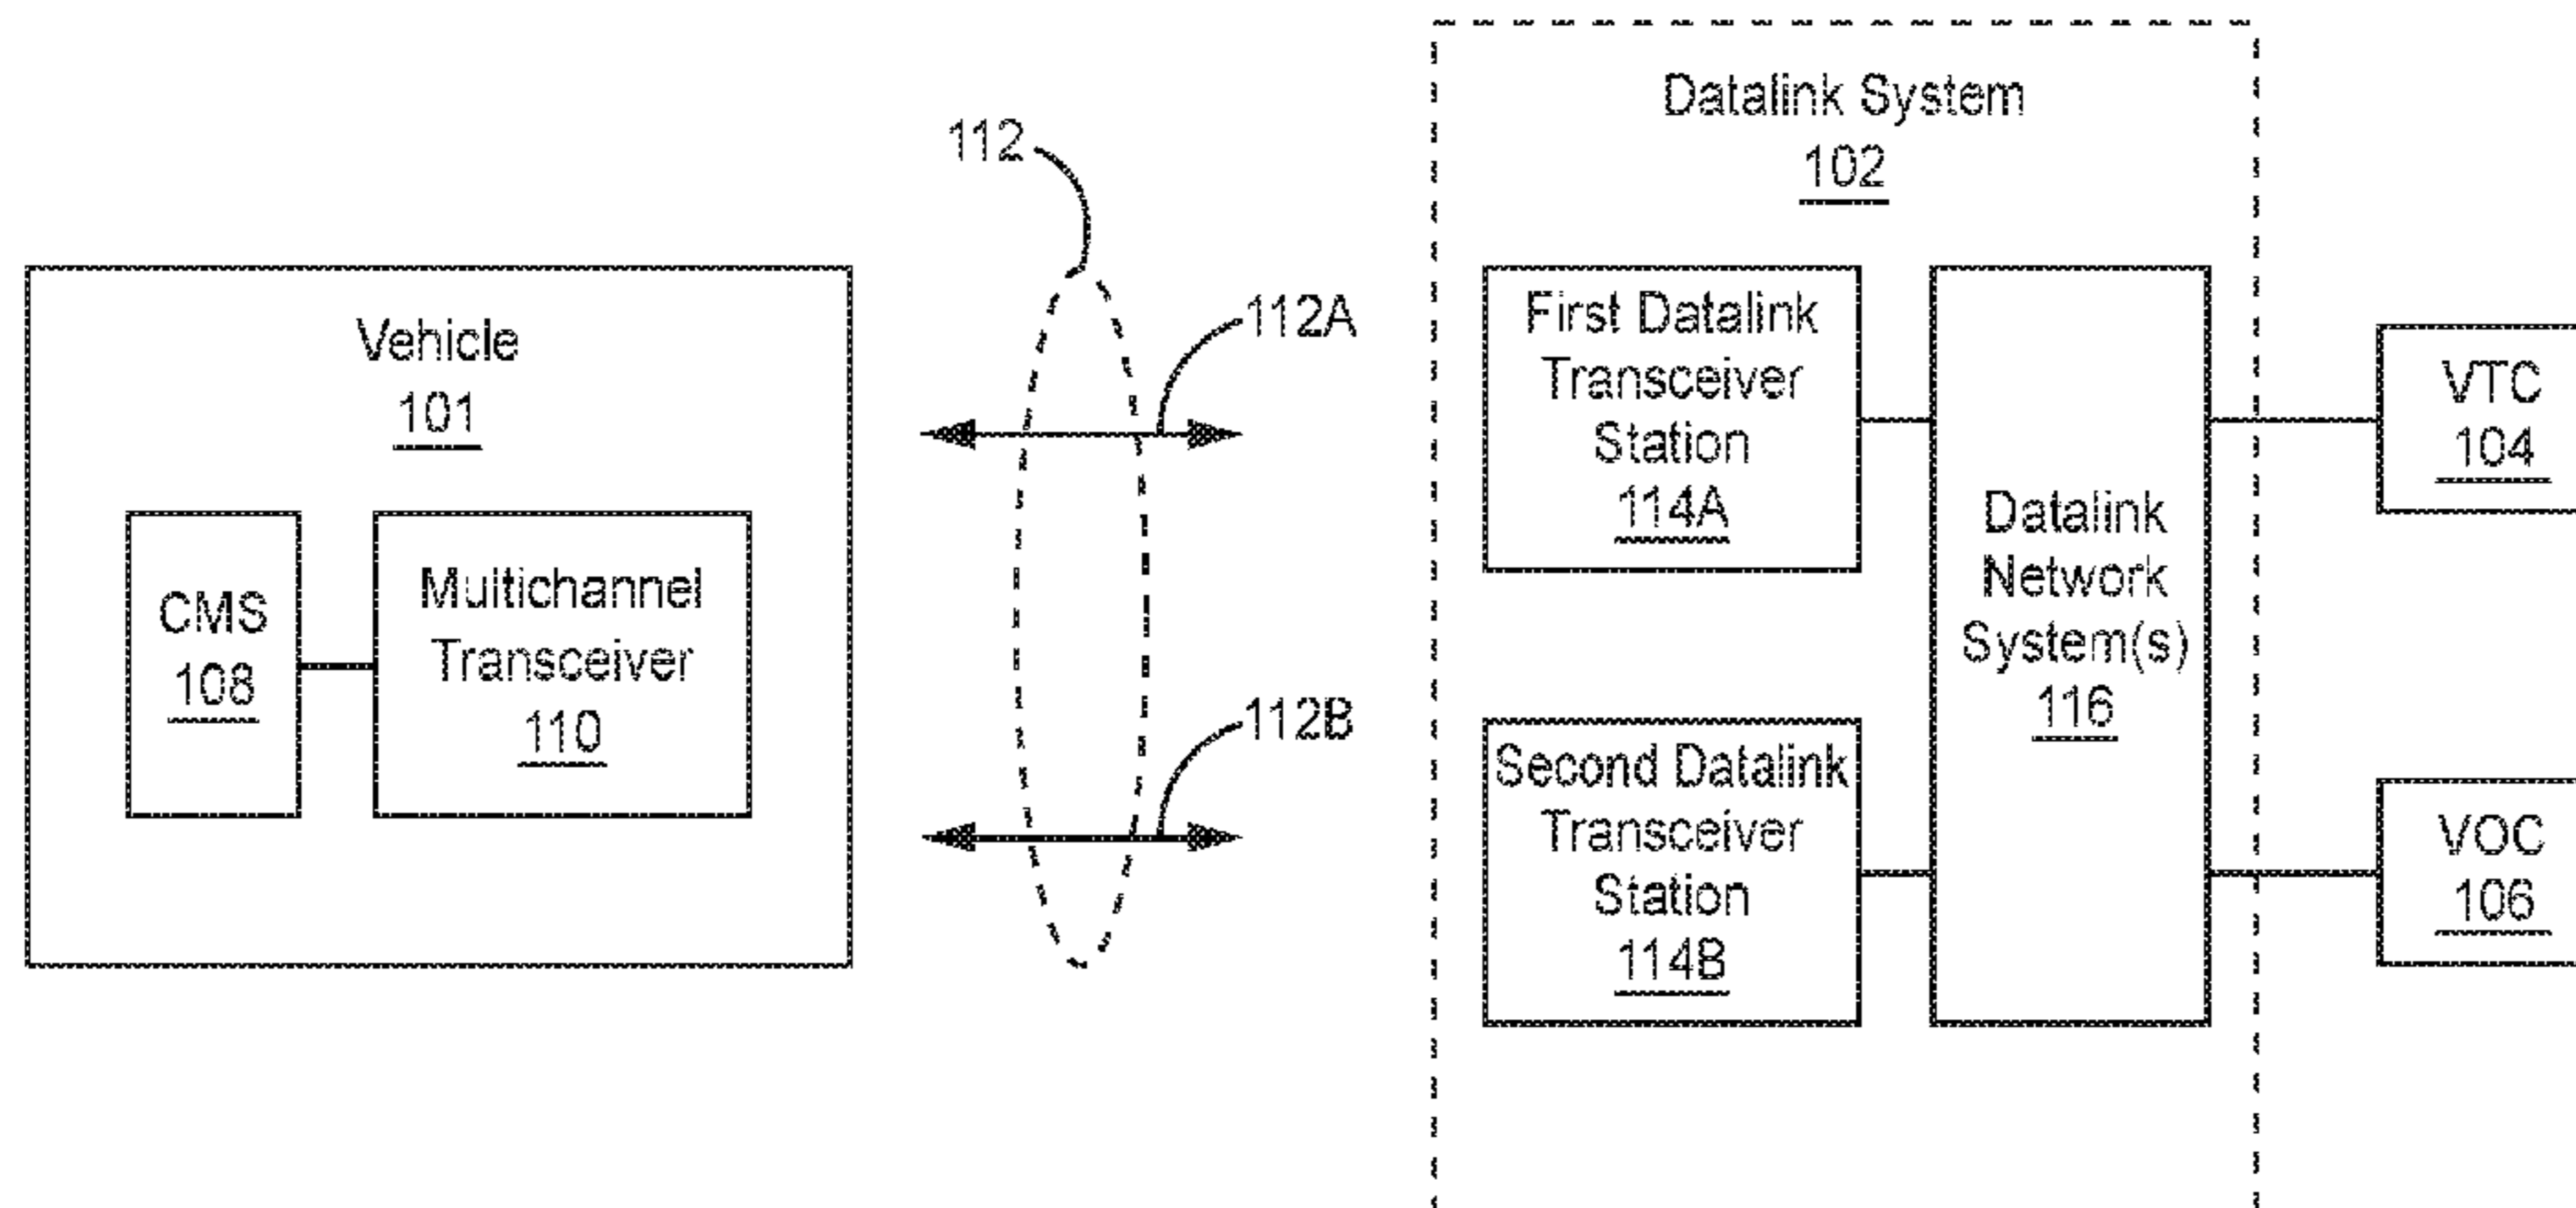 Datalink System
102
112
112A
112B
Vehicle
101
CMS
108
Multichannel
Transceiver
110
First Datalink
Transceiver
Station
114A
Second Datalink
Transceiver
Station
114B
Datalink
Network
System(s)
116
VTC
104
VOC
106